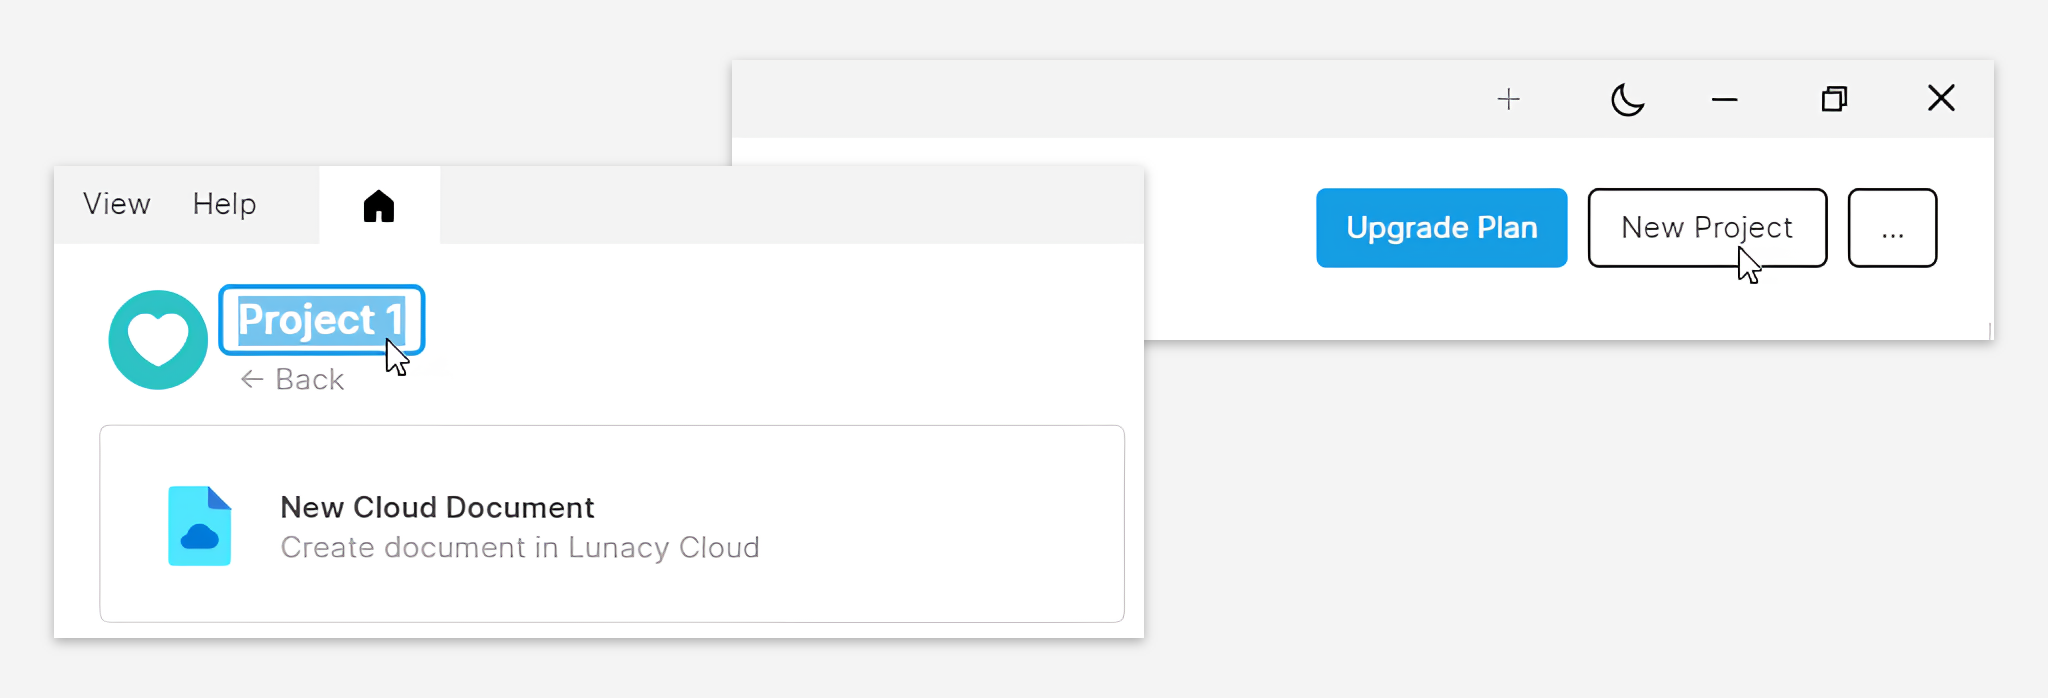 Upgrade Plan
New Project
...
View
Help
Project 1
← Back
New Cloud Document
Create document in Lunacy Cloud